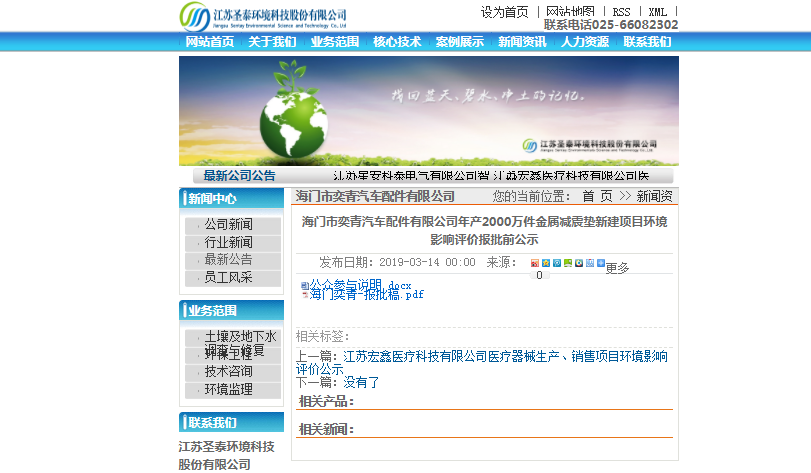 江苏圣泰环境科技股份有限公司
Jiangsu Santay Environmental Science and Technology Co., Ltd
设为首页 | 网站地图 | RSS | XML |
联系电话025-66082302
网站首页 关于我们 业务范围 核心技术 案例展示 新闻资讯 人力资源 联系我们
找回蓝天、碧水、净土的记忆.
江苏圣泰环境科技股份有限公司
最新公司公告 江苏星安科泰电气有限公司智 江苏宏鑫医疗科技有限公司医
新闻中心
公司新闻
行业新闻
最新公告
员工风采
业务范围
土壤及地下水
调查与修复
环保工程
技术咨询
环境监理
联系我们
江苏圣泰环境科技
股份有限公司
海门市奕青汽车配件有限公司 您的当前位置: 首 页 >> 新闻资
海门市奕青汽车配件有限公司年产2000万件金属减震垫新建项目环境
影响评价报批前公示
发布日期: 2019-03-14 00:00 来源: 更多
0
公众参与说明.docx
海门奕青-报批稿.pdf
相关标签:
上一篇: 江苏宏鑫医疗科技有限公司医疗器械生产、销售项目环境影响
评价公示
下一篇: 没有了
相关产品:
相关新闻: